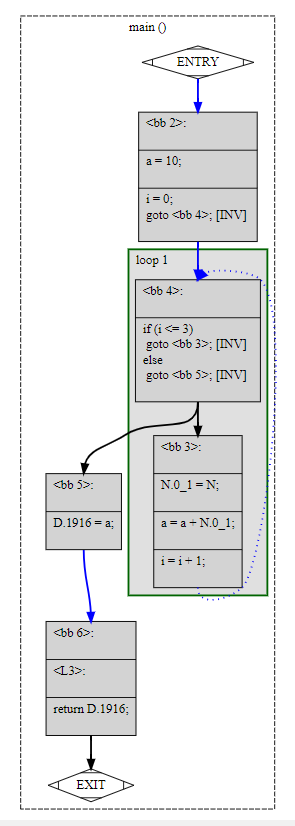 main ()
ENTRY
<bb 2>:
a = 10;
i = 0;
goto <bb 4>; [INV]
loop 1
<bb 4>:
if (i <= 3)
goto <bb 3>; [INV]
else
goto <bb 5>; [INV]
<bb 3>:
N.0_1 = N;
a = a + N.0_1;
i = i + 1;
<bb 5>:
D.1916 = a;
<bb 6>:
<L3>:
return D.1916;
EXIT